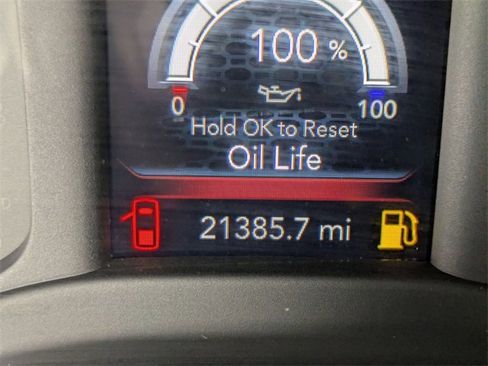 100 %
0
100
Hold OK to Reset
Oil Life
21385.7 mi